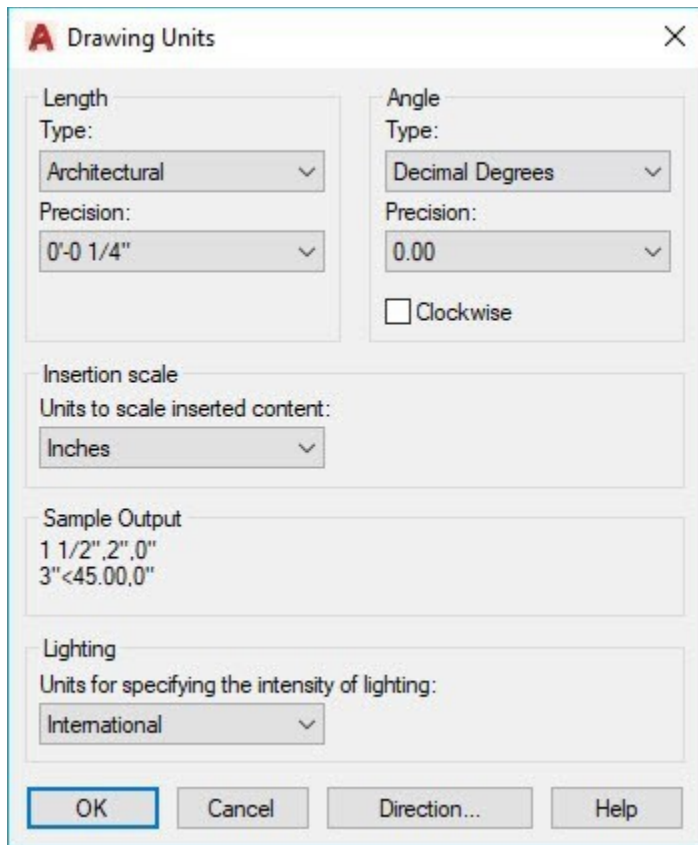 Drawing Units
Length
Type:
Architectural
Precision:
0'-0 1/4"
Angle
Type:
Decimal Degrees
Precision:
0.00
Clockwise
Insertion scale
Units to scale inserted content:
Inches
Sample Output
1 1/2",2",0"
3"<45.00,0"
Lighting
Units for specifying the intensity of lighting:
International
OK Cancel Direction... Help